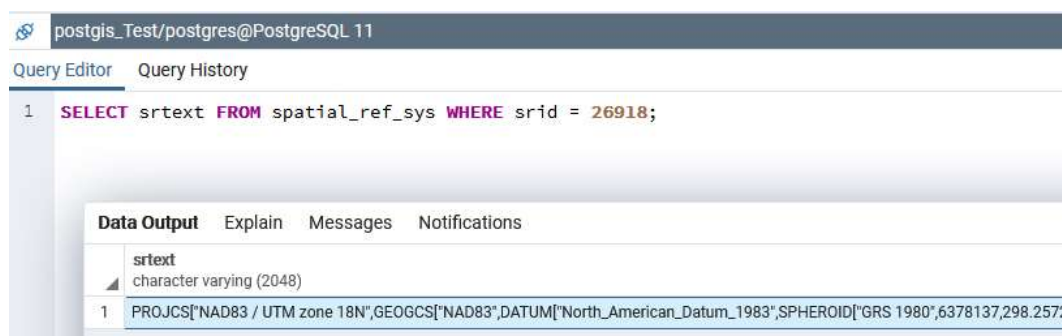 postgis_Test/postgres@PostgreSQL 11
Query Editor Query History
1 SELECT srtext FROM spatial_ref_sys WHERE srid = 26918;
Data Output Explain Messages Notifications
srtext
character varying (2048)
1 PROJCS["NAD83 / UTM zone 18N",GEOGCS["NAD83",DATUM["North_American_Datum_1983",SPHEROID["GRS 1980",6378137,298.257